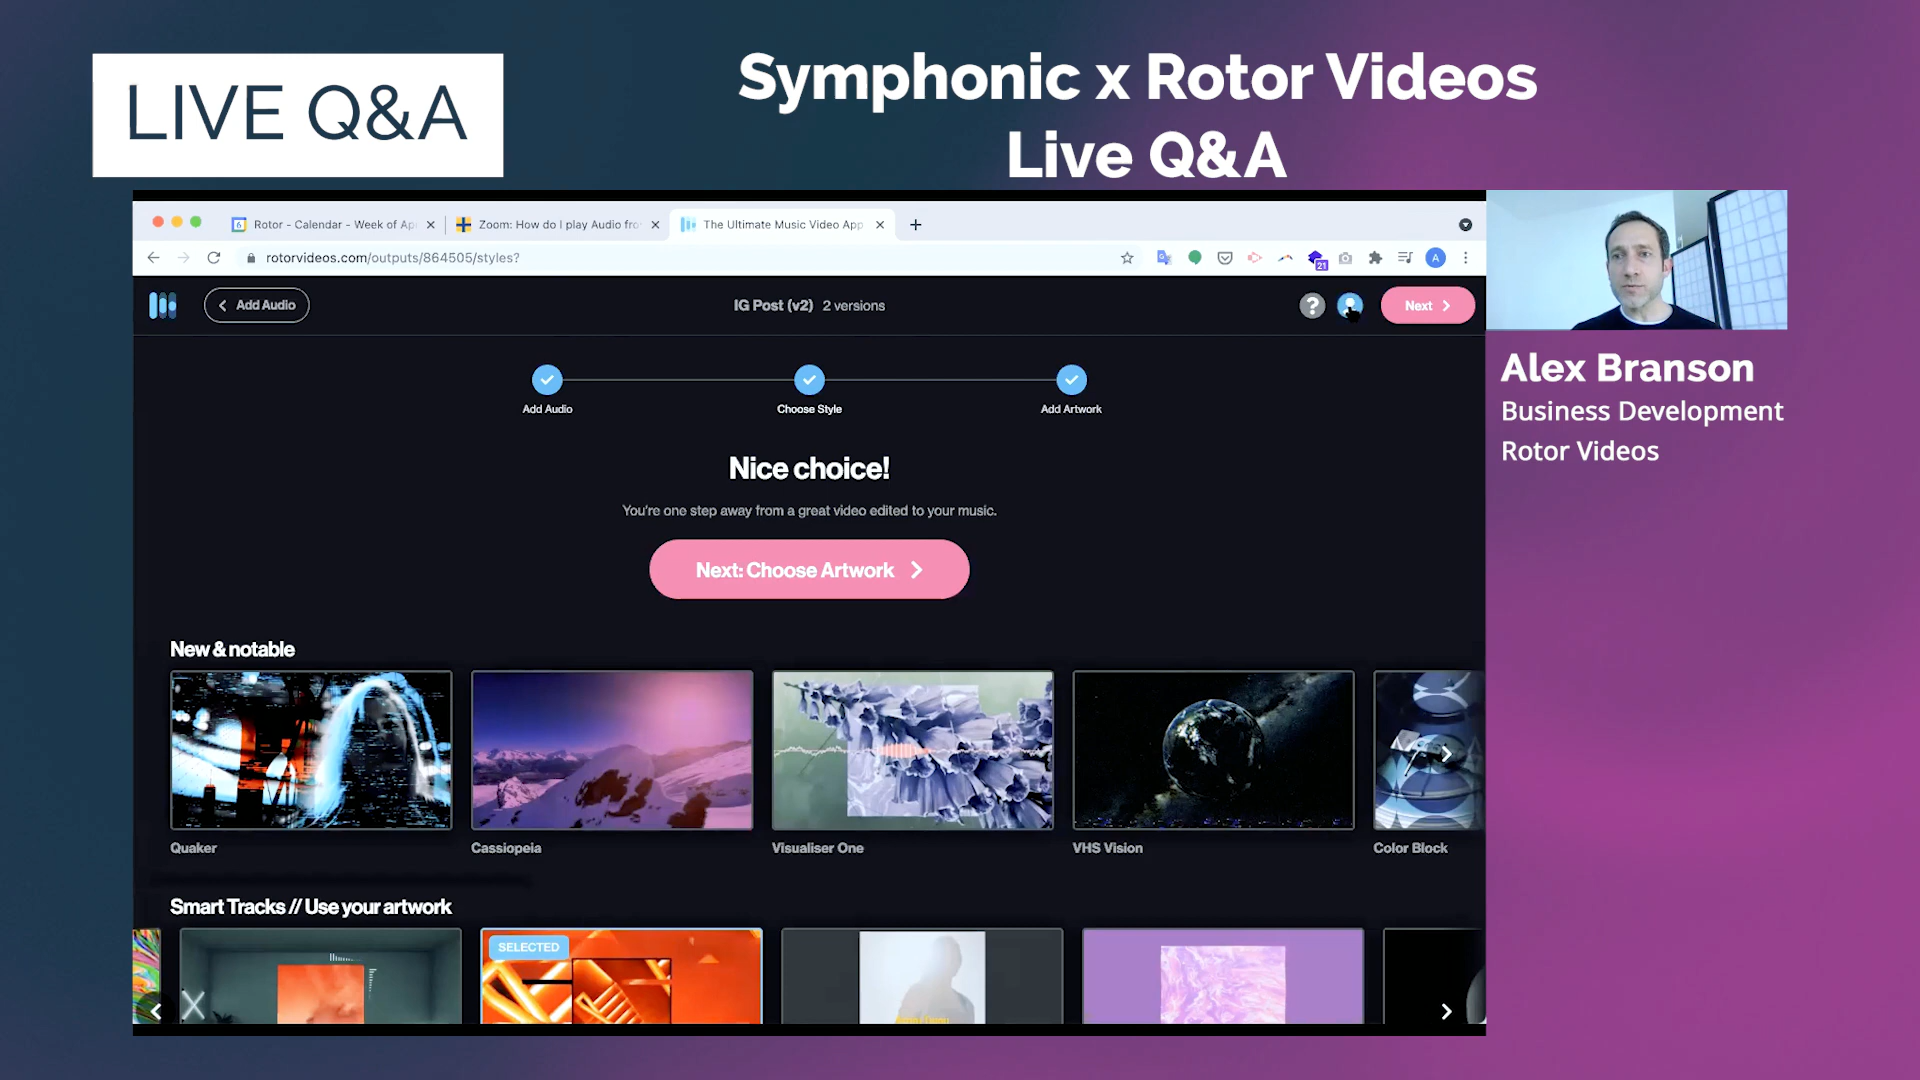 LIVE Q&A
Symphonic x Rotor Videos
Live Q&A
Rotor - Calendar - Week of Ap
Zoom: How do I play Audio fro
The Ultimate Music Video App
rotorvideos.com/outputs/864505/styles?
21
A
Add Audio
IG Post (v2) 2 versions
?
Next
Add Audio
Choose Style
Add Artwork
Nice choice!
You're one step away from a great video edited to your music.
Next: Choose Artwork
New & notable
Quaker
Cassiopeia
Visualiser One
VHS Vision
Color Block
Smart Tracks // Use your artwork
SELECTED
Alex Branson
Business Development
Rotor Videos